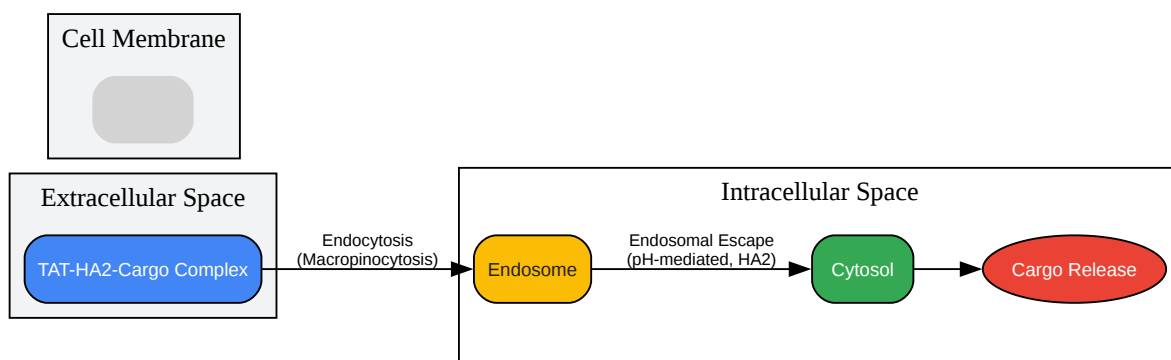 Cell Membrane
Extracellular Space
TAT-HA2-Cargo Complex
Endocytosis
(Macropinocytosis)
Intracellular Space
Endosome
Endosomal Escape
(pH-mediated, HA2)
Cytosol
Cargo Release